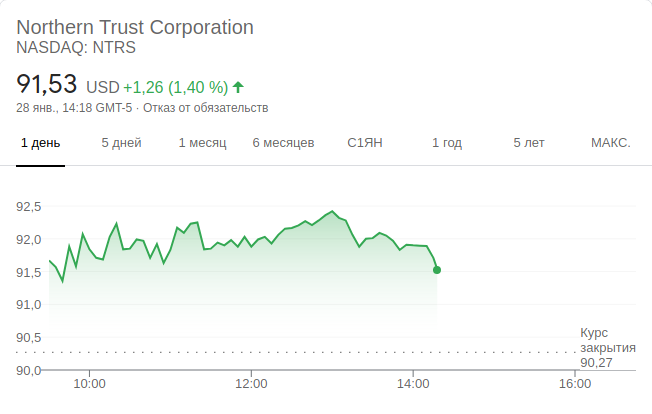 Northern Trust Corporation
NASDAQ: NTRS
91,53 USD +1,26 (1,40 %)
28 янв., 14:18 GMT-5 · Отказ от обязательств
1 день 5 дней 1 месяц 6 месяцев С1ЯН 1 год 5 лет МАКС.
92,5
92,0
91,5
91,0
90,5
90,0
Курс
закрытия
90,27
10:00 12:00 14:00 16:00